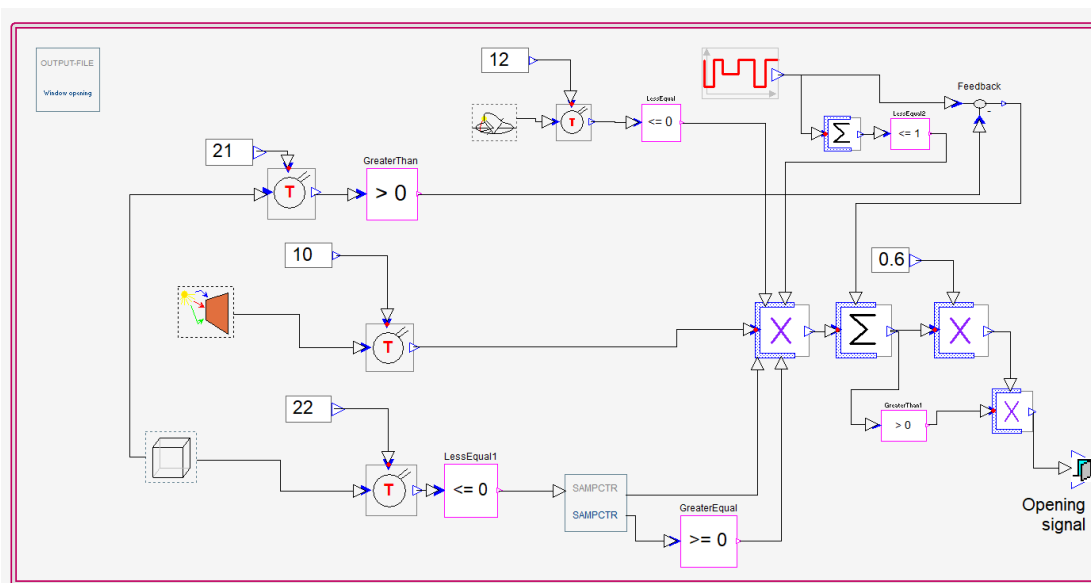 OUTPUT-FILE
Window opening
12
T
LessEqual
<= 0
Feedback
-
Σ
LessEqual2
<= 1
21
T
GreaterThan
> 0
10
T
0.6
X
Σ
X
22
T
LessEqual1
<= 0
SAMPCTR
SAMPCTR
GreaterEqual
>= 0
GreaterThan1
> 0
X
Opening
signal